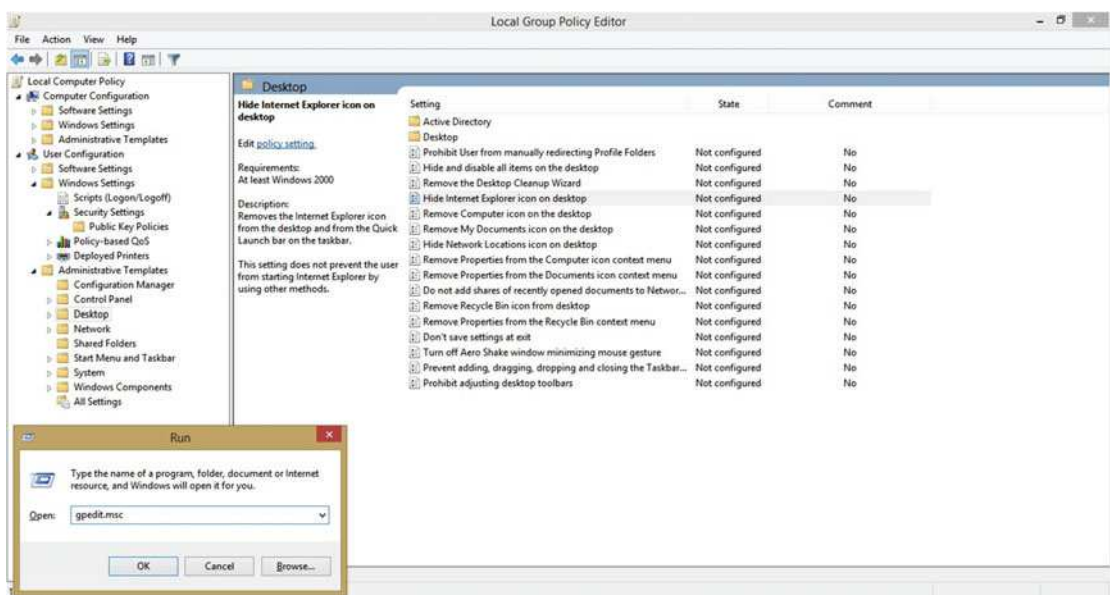 Local Group Policy Editor
File Action View Help
Local Computer Policy
Computer Configuration
Software Settings
Windows Settings
Administrative Templates
User Configuration
Software Settings
Windows Settings
Scripts (Logon/Logoff)
Security Settings
Public Key Policies
Policy-based QoS
Deployed Printers
Administrative Templates
Configuration Manager
Control Panel
Desktop
Network
Shared Folders
Start Menu and Taskbar
System
Windows Components
All Settings
Desktop
Hide Internet Explorer icon on
desktop
Edit policy setting
Requirements:
At least Windows 2000
Description:
Removes the Internet Explorer icon
from the desktop and from the Quick
Launch bar on the taskbar.
This setting does not prevent the user
from starting Internet Explorer by
using other methods.
Setting State Comment
Active Directory
Desktop
Prohibit User from manually redirecting Profile Folders Not configured No
Hide and disable all items on the desktop Not configured No
Remove the Desktop Cleanup Wizard Not configured No
Hide Internet Explorer icon on desktop Not configured No
Remove Computer icon on the desktop Not configured No
Remove My Documents icon on the desktop Not configured No
Hide Network Locations icon on desktop Not configured No
Remove Properties from the Computer icon context menu Not configured No
Remove Properties from the Documents icon context menu Not configured No
Do not add shares of recently opened documents to Networ... Not configured No
Remove Recycle Bin icon from desktop Not configured No
Remove Properties from the Recycle Bin context menu Not configured No
Don't save settings at exit Not configured No
Turn off Aero Shake window minimizing mouse gesture Not configured No
Prevent adding, dragging, dropping and closing the Taskbar... Not configured No
Prohibit adjusting desktop toolbars Not configured No
Run
Type the name of a program, folder, document or Internet
resource, and Windows will open it for you.
Open: gpedit.msc
OK Cancel Browse...